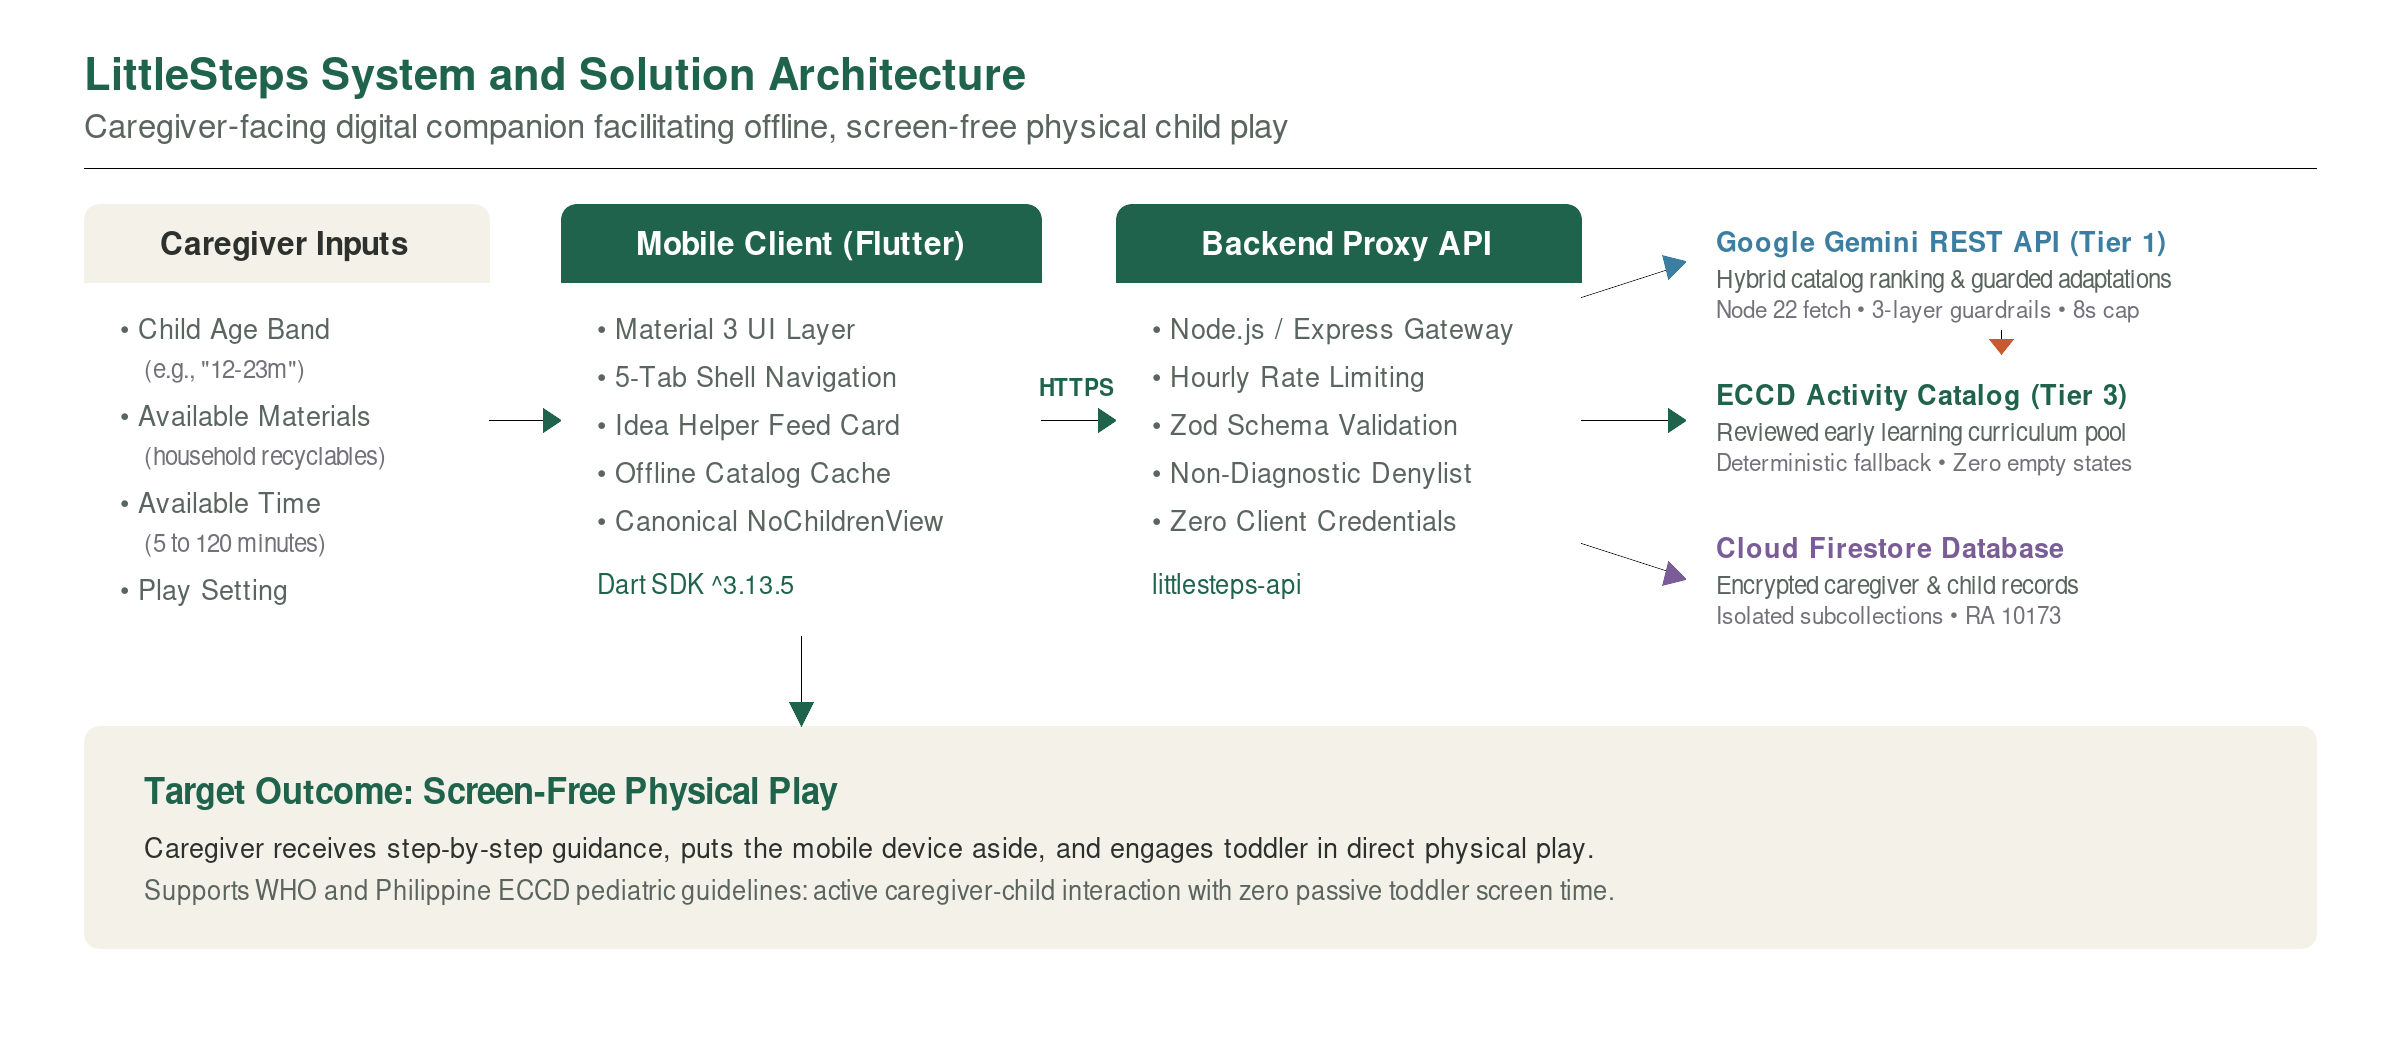 LittleSteps System and Solution Architecture
Caregiver-facing digital companion facilitating offline, screen-free physical child play
Caregiver Inputs
• Child Age Band
(e.g., "12-23m")
• Available Materials
(household recyclables)
• Available Time
(5 to 120 minutes)
• Play Setting
Mobile Client (Flutter)
• Material 3 UI Layer
• 5-Tab Shell Navigation
• Idea Helper Feed Card
• Offline Catalog Cache
• Canonical NoChildrenView
Dart SDK ^3.13.5
HTTPS
Backend Proxy API
• Node.js / Express Gateway
• Hourly Rate Limiting
• Zod Schema Validation
• Non-Diagnostic Denylist
• Zero Client Credentials
littlesteps-api
Google Gemini REST API (Tier 1)
Hybrid catalog ranking & guarded adaptations
Node 22 fetch • 3-layer guardrails • 8s cap
ECCD Activity Catalog (Tier 3)
Reviewed early learning curriculum pool
Deterministic fallback • Zero empty states
Cloud Firestore Database
Encrypted caregiver & child records
Isolated subcollections • RA 10173
Target Outcome: Screen-Free Physical Play
Caregiver receives step-by-step guidance, puts the mobile device aside, and engages toddler in direct physical play.
Supports WHO and Philippine ECCD pediatric guidelines: active caregiver-child interaction with zero passive toddler screen time.